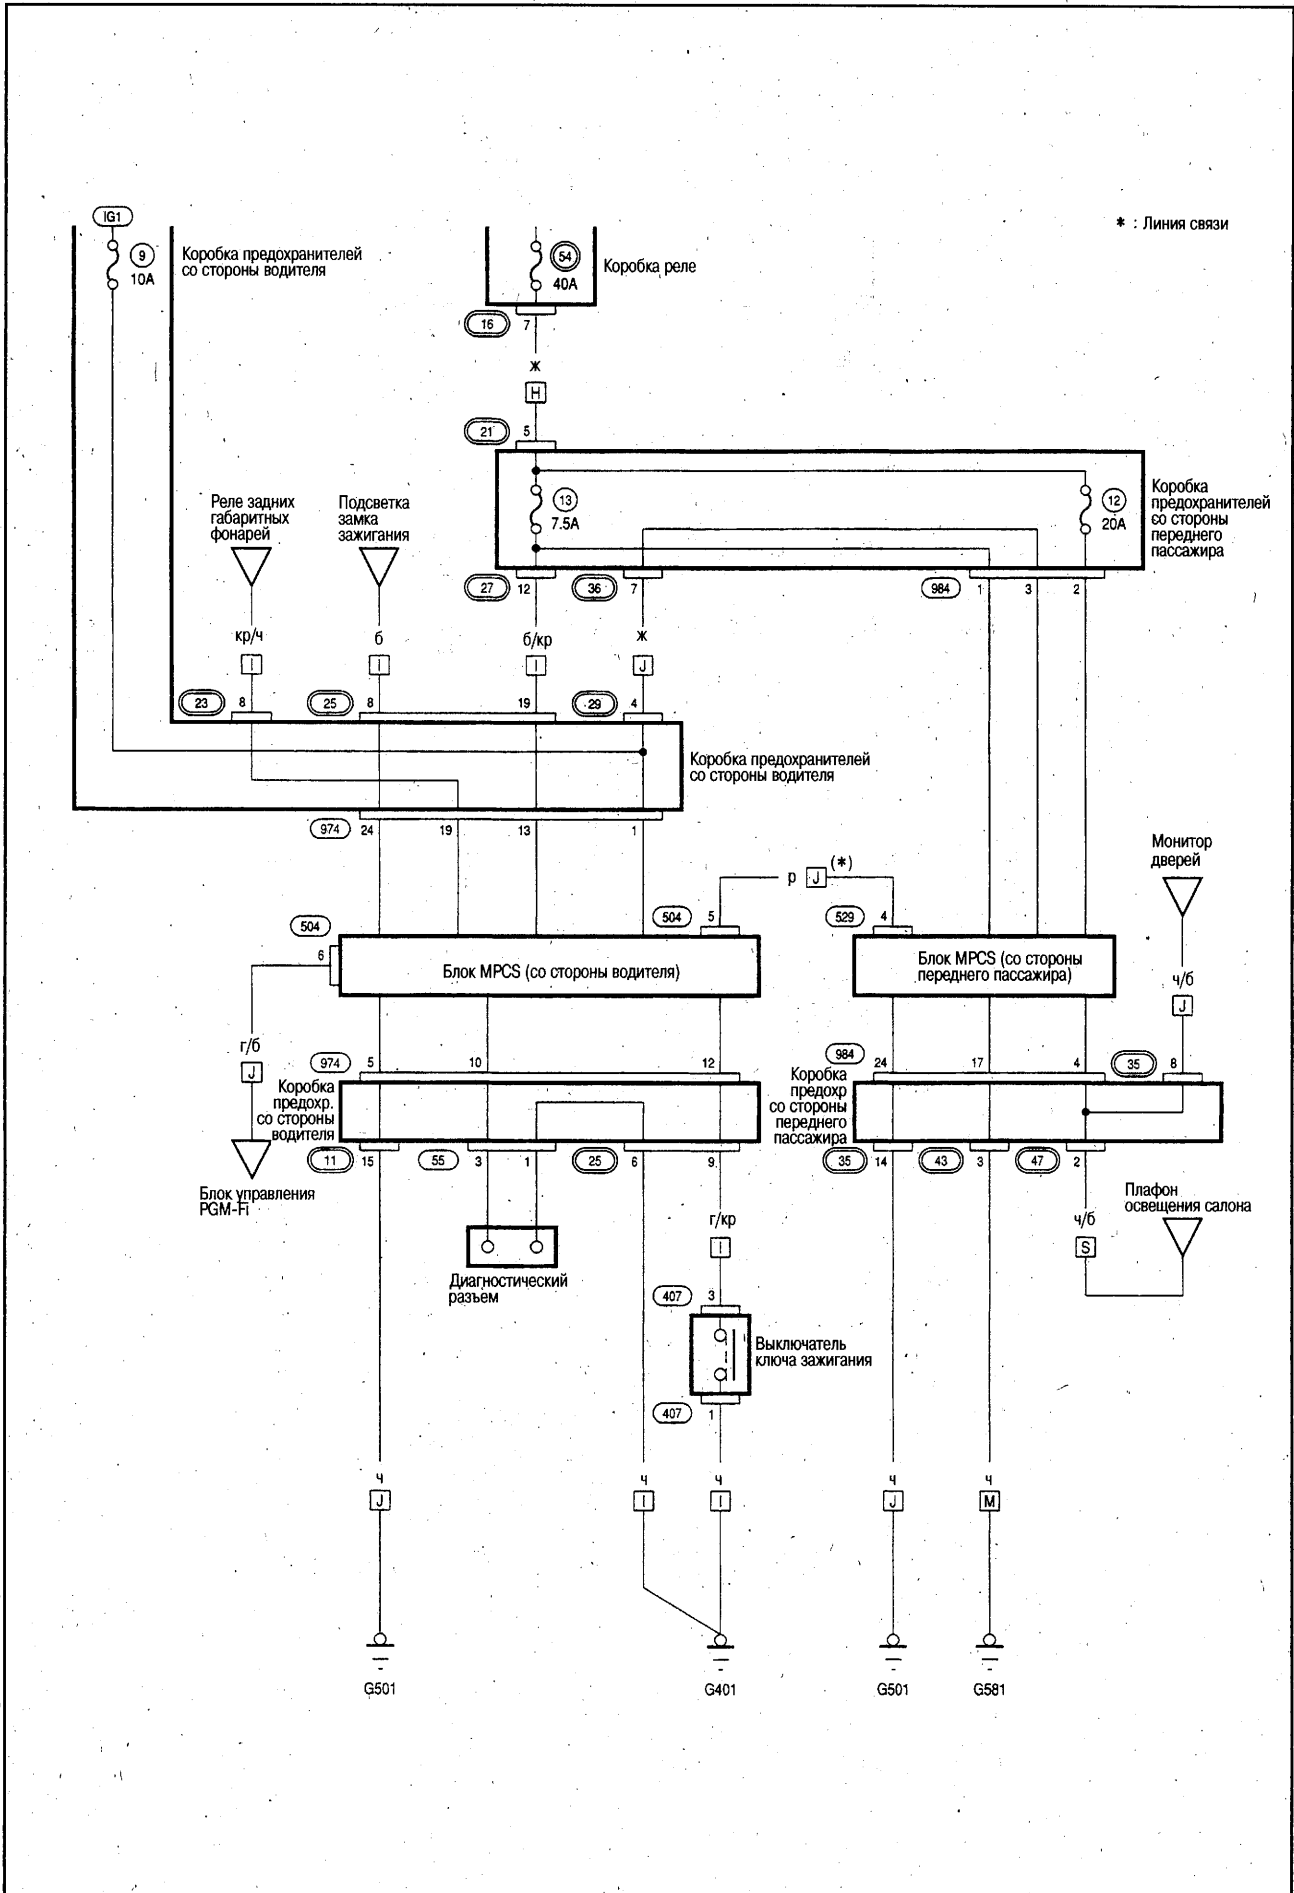 IG1
* : Линия связи
9
10А
Коробка предохранителей
со стороны водителя
54
40А
Коробка реле
16
7
ж
H
21
5
13
7.5А
12
20А
Коробка
предохранителей
со стороны
переднего
пассажира
Реле задних
габаритных
фонарей
Подсветка
замка
зажигания
27
12
36
7
984
1
3
2
кр/ч
б
б/кр
ж
I
I
I
J
23
8
25
8
19
29
4
Коробка предохранителей
со стороны водителя
974
24
19
13
1
Монитор
дверей
р
J
(*)
504
504
5
529
4
6
Блок MPCS (со стороны водителя)
Блок MPCS (со стороны
переднего пассажира)
ч/б
J
г/б
J
974
5
10
12
984
24
17
4
35
8
Коробка
предохр.
со стороны
водителя
Коробка
предохр
со стороны
переднего
пассажира
11
15
55
3
1
25
6
9
35
14
43
3
47
2
Блок управления
PGM-Fi
г/кр
I
ч/б
S
Плафон
освещения салона
Диагностический
разъем
407
3
Выключатель
ключа зажигания
407
1
ч
ч
ч
ч
ч
J
I
I
J
M
G501
G401
G501
G581